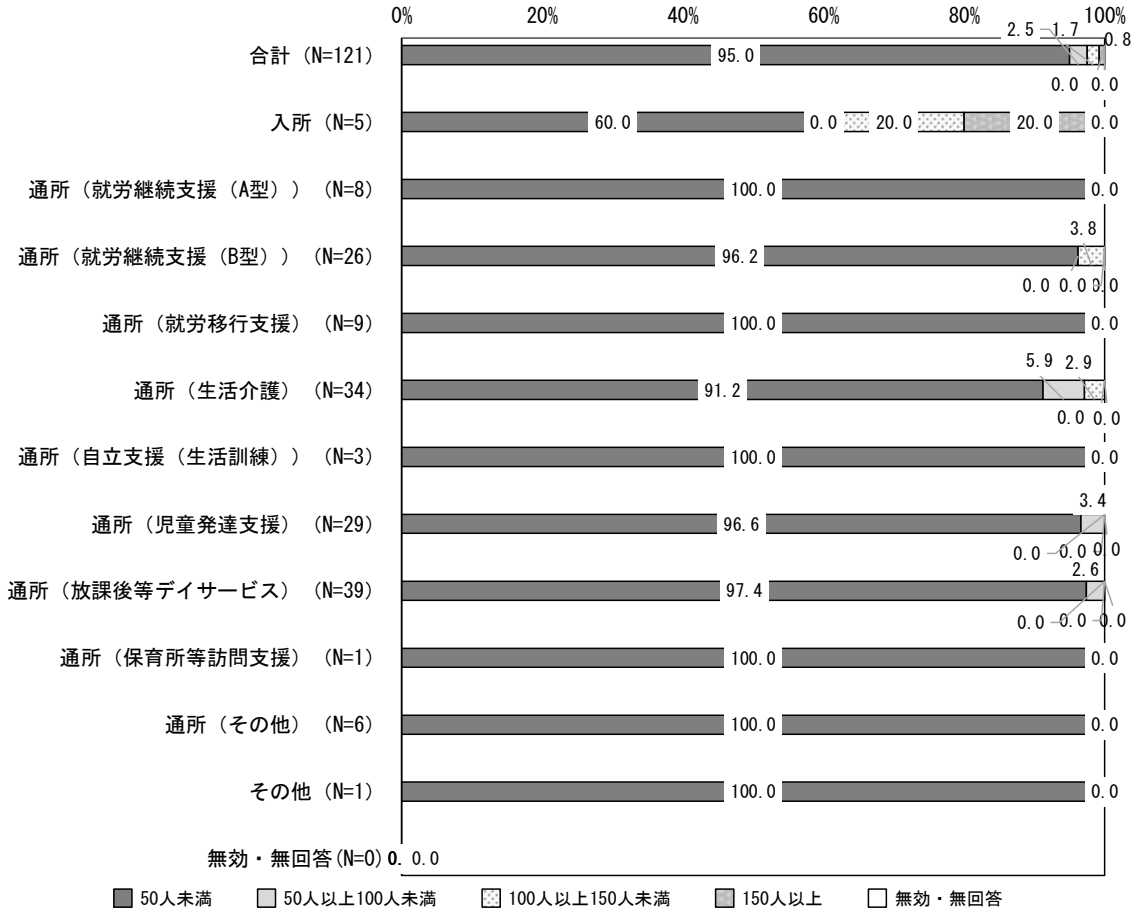 0% 20% 40% 60% 80% 100%
2.5 1.7 0.8
合計（N=121） 95.0
0.0 0.0
入所（N=5） 60.0 0.0 20.0 20.0 0.0
通所（就労継続支援（A型））（N=8） 100.0 0.0
3.8
通所（就労継続支援（B型））（N=26） 96.2
0.0 0.0 0.0
通所（就労移行支援）（N=9） 100.0 0.0
5.9 2.9
通所（生活介護）（N=34） 91.2
0.0 0.0
通所（自立支援（生活訓練））（N=3） 100.0 0.0
3.4
通所（児童発達支援）（N=29） 96.6
0.0 0.0 0.0
2.6
通所（放課後等デイサービス）（N=39） 97.4
0.0 0.0 0.0
通所（保育所等訪問支援）（N=1） 100.0 0.0
通所（その他）（N=6） 100.0 0.0
その他（N=1） 100.0 0.0
無効・無回答(N=0) 0. 0.0
50人未満 50人以上100人未満 100人以上150人未満 150人以上 無効・無回答